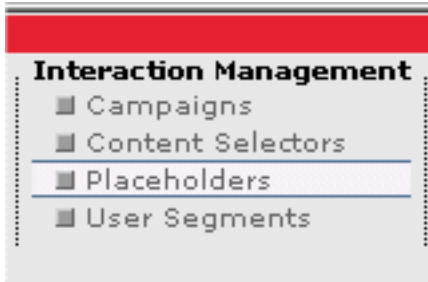 Interaction Management
Campaigns
Content Selectors
Placeholders
User Segments